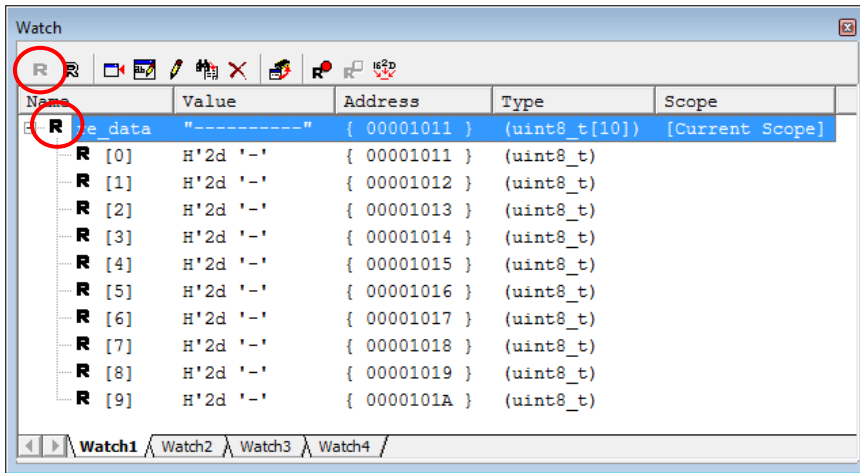 Watch
R R
Name Value Address Type Scope
R re_data "----------" { 00001011 } (uint8_t[10]) [Current Scope]
R [0] H'2d '-' { 00001011 } (uint8_t)
R [1] H'2d '-' { 00001012 } (uint8_t)
R [2] H'2d '-' { 00001013 } (uint8_t)
R [3] H'2d '-' { 00001014 } (uint8_t)
R [4] H'2d '-' { 00001015 } (uint8_t)
R [5] H'2d '-' { 00001016 } (uint8_t)
R [6] H'2d '-' { 00001017 } (uint8_t)
R [7] H'2d '-' { 00001018 } (uint8_t)
R [8] H'2d '-' { 00001019 } (uint8_t)
R [9] H'2d '-' { 0000101A } (uint8_t)
Watch1 Watch2 Watch3 Watch4